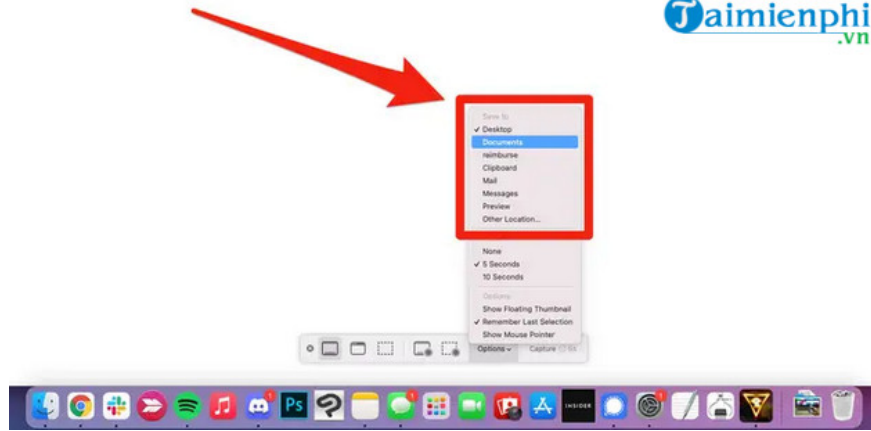 Taimienphi
.vn
Save to
✓ Desktop
Documents
reimburse
Clipboard
Mail
Messages
Preview
Other Location...
None
✓ 5 Seconds
10 Seconds
Options
Show Floating Thumbnail
✓ Remember Last Selection
Show Mouse Pointer
Options
Capture
Ps
INSIDER